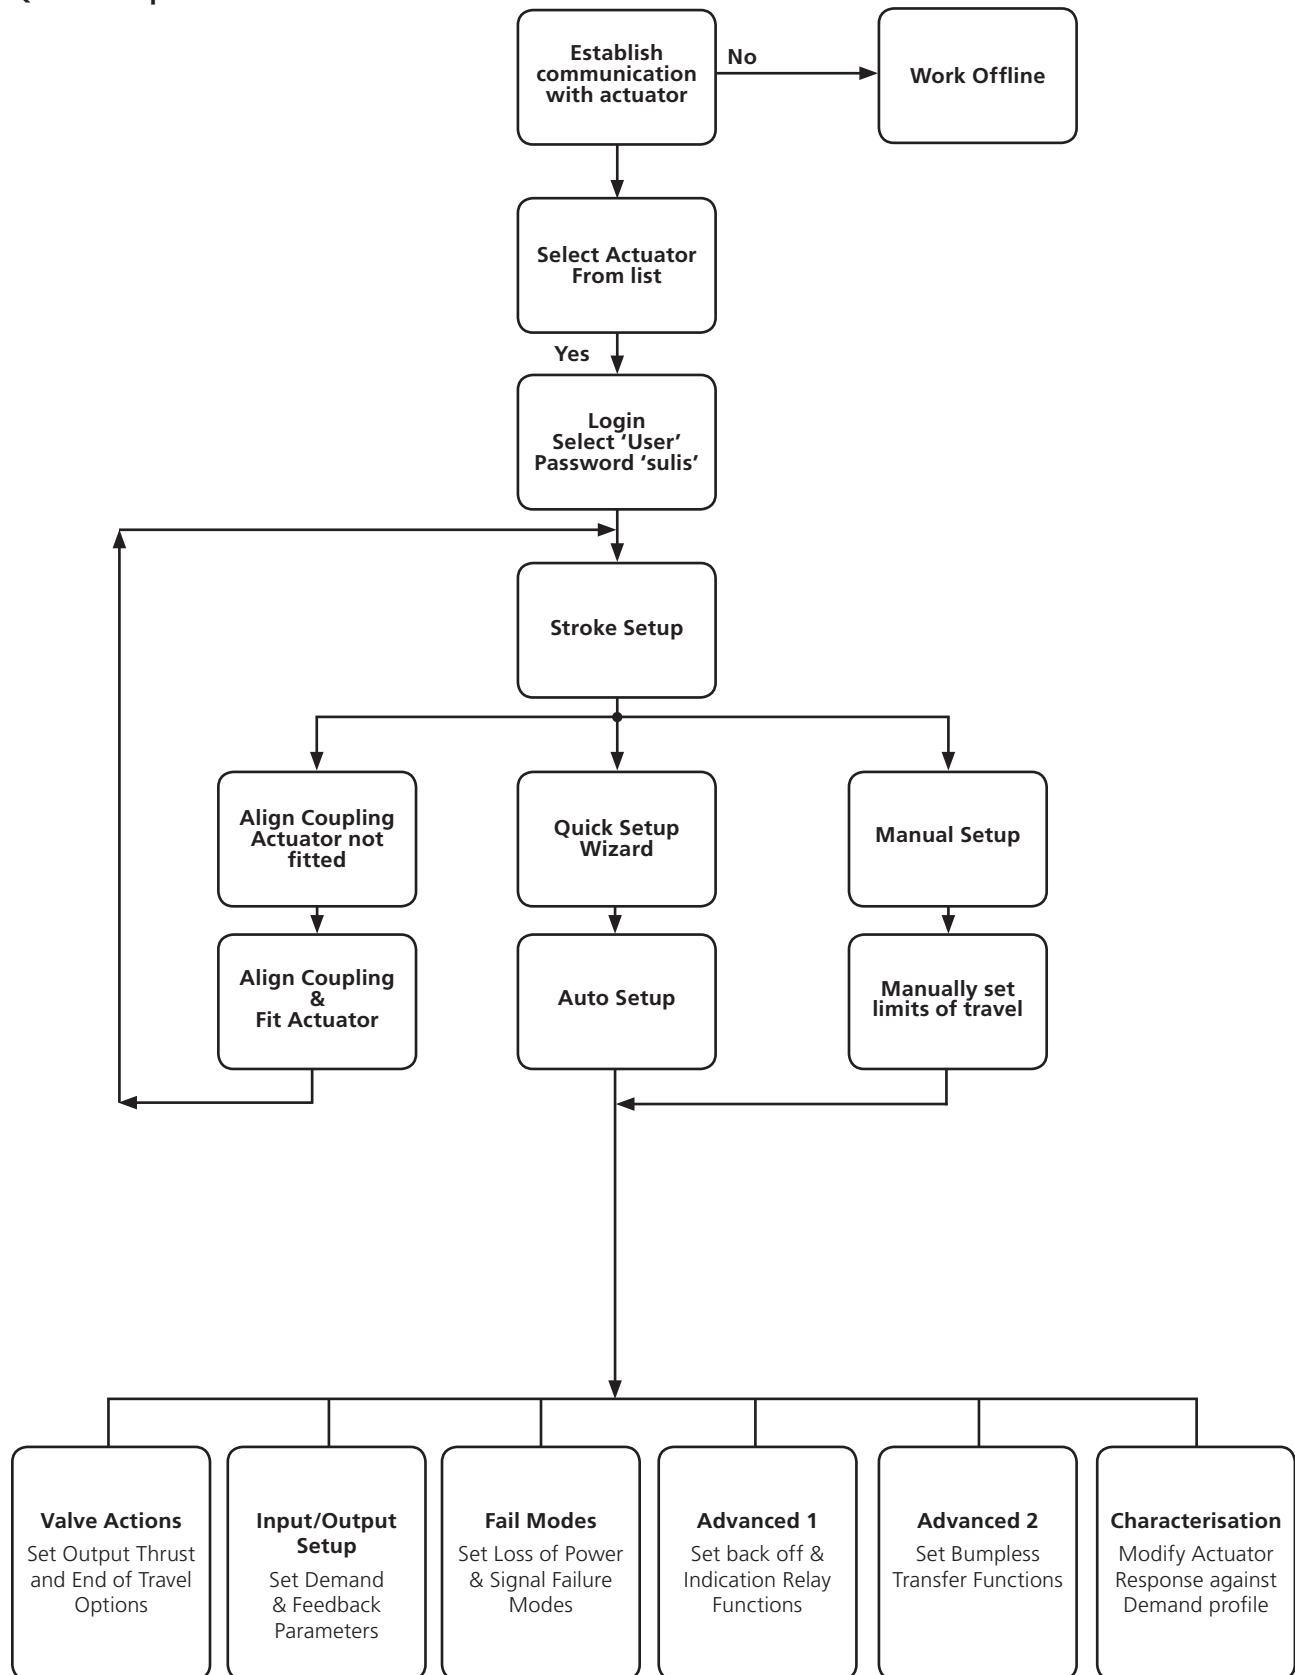 Establish
communication
with actuator
No
Work Offline
Select Actuator
From list
Yes
Login
Select ‘User’
Password ‘sulis’
Stroke Setup
Align Coupling
Actuator not
fitted
Quick Setup
Wizard
Manual Setup
Align Coupling
&
Fit Actuator
Auto Setup
Manually set
limits of travel
Valve Actions
Set Output Thrust
and End of Travel
Options
Input/Output
Setup
Set Demand
& Feedback
Parameters
Fail Modes
Set Loss of Power
& Signal Failure
Modes
Advanced 1
Set back off &
Indication Relay
Functions
Advanced 2
Set Bumpless
Transfer Functions
Characterisation
Modify Actuator
Response against
Demand profile